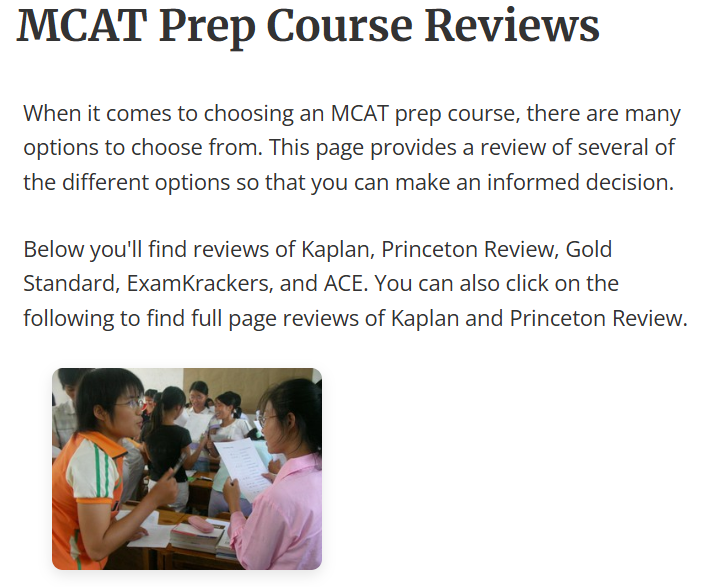 MCAT Prep Course Reviews
When it comes to choosing an MCAT prep course, there are many
options to choose from. This page provides a review of several of
the different options so that you can make an informed decision.
Below you'll find reviews of Kaplan, Princeton Review, Gold
Standard, ExamKrackers, and ACE. You can also click on the
following to find full page reviews of Kaplan and Princeton Review.